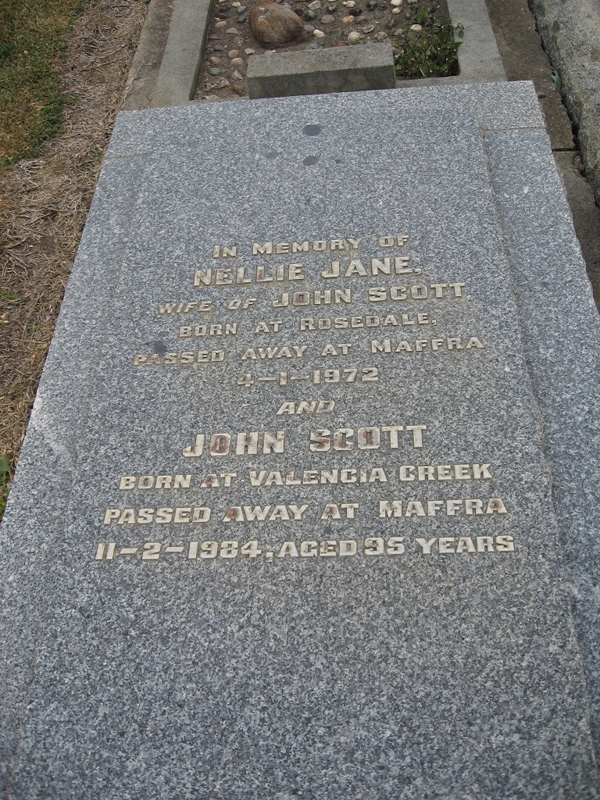 IN MEMORY OF
NELLIE JANE,
WIFE OF JOHN SCOTT
BORN AT ROSEDALE,
PASSED AWAY AT MAFFRA
4-1-1972
AND
JOHN SCOTT
BORN AT VALENCIA CREEK
PASSED AWAY AT MAFFRA
11-2-1984, AGED 95 YEARS